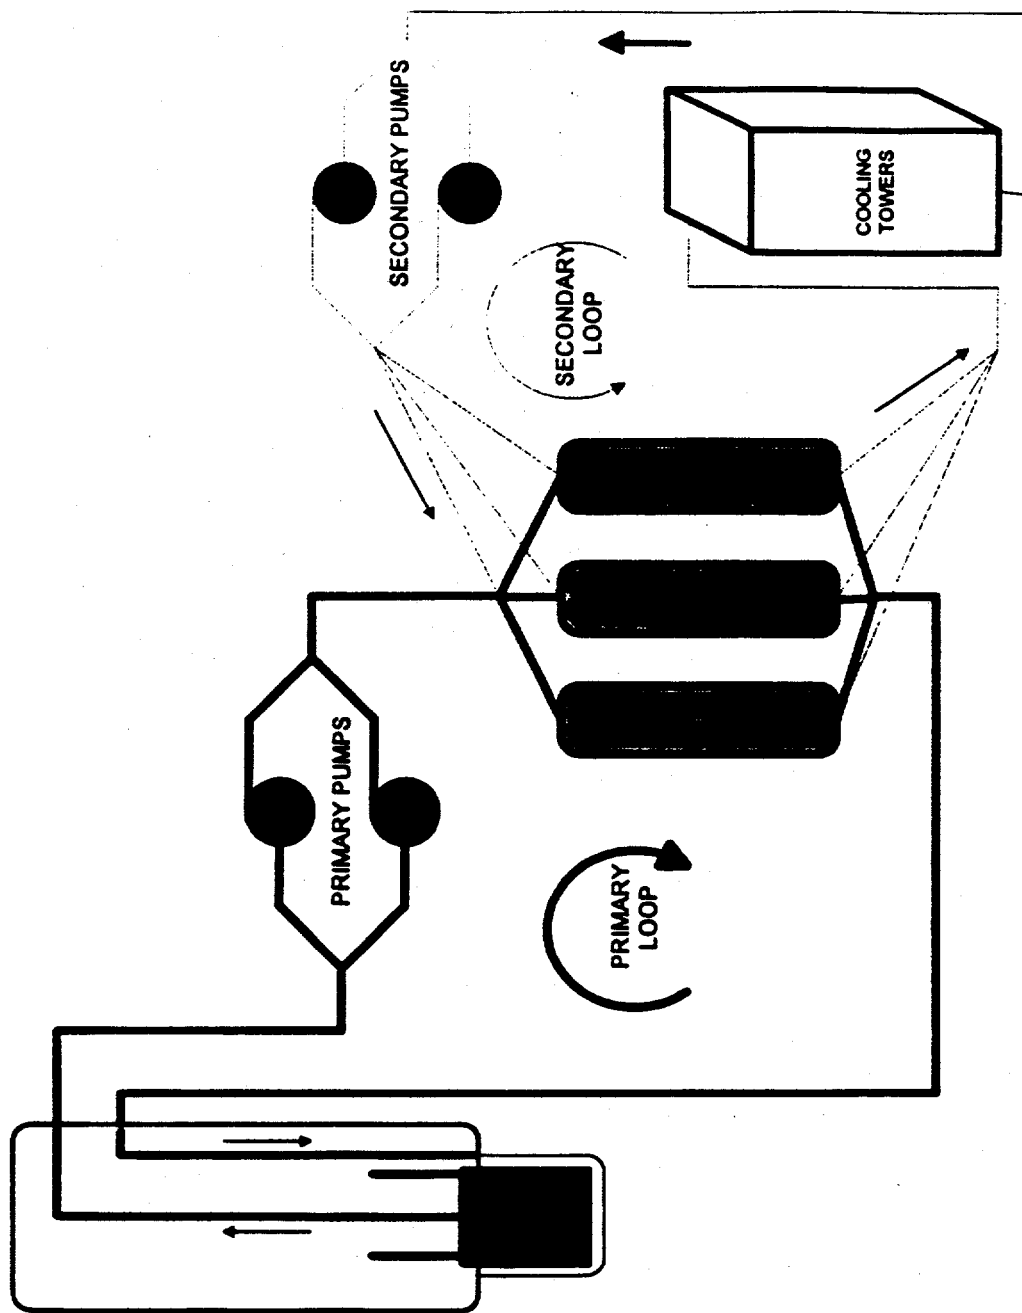 SECONDARY PUMPS
COOLING
TOWERS
SECONDARY
LOOP
PRIMARY PUMPS
PRIMARY
LOOP